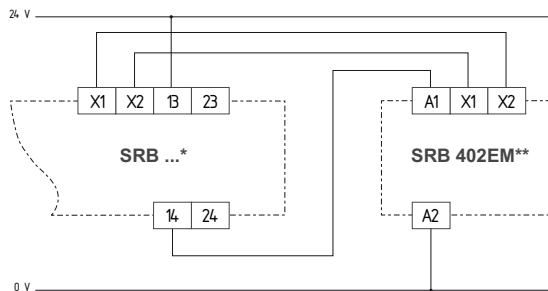 24 V
X1 X2 13 23 A1 X1 X2
SRB ...* SRB 402EM**
14 24 A2
0 V